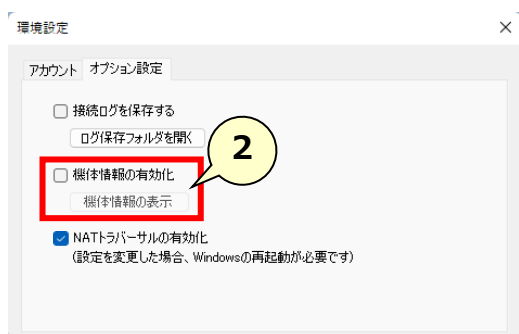 環境設定
アカウント オプション設定
接続ログを保存する
ログ保存フォルダを開く
2
機体情報の有効化
機体情報の表示
NATトラバーサルの有効化
(設定を変更した場合、Windowsの再起動が必要です)